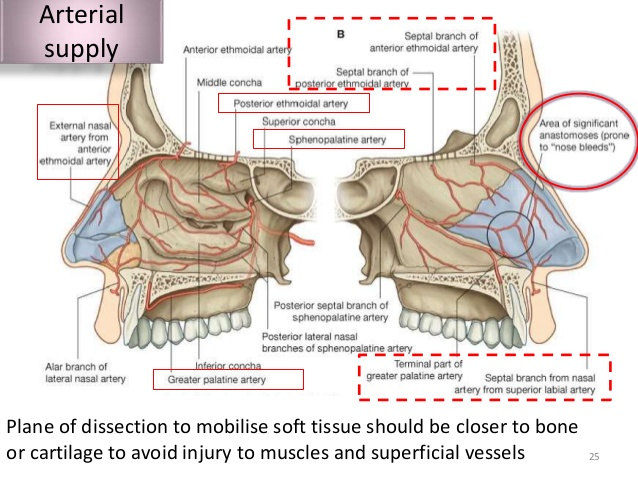 Arterial
supply
Anterior ethmoidal artery
Middle concha
Posterior ethmoidal artery
Superior concha
Sphenopalatine artery
External nasal
artery from
anterior
ethmoidal artery
B
Septal branch of
anterior ethmoidal artery
Septal branch of
posterior ethmoidal artery
Area of significant
anastomoses (prone
to "nose bleeds")
Posterior septal branch of
sphenopalatine artery
Posterior lateral nasal
branches of sphenopalatine artery
Inferior concha
Greater palatine artery
Alar branch of
lateral nasal artery
Terminal part of
greater palatine artery
Septal branch from nasal
artery from superior labial artery
Plane of dissection to mobilise soft tissue should be closer to bone
or cartilage to avoid injury to muscles and superficial vessels
25